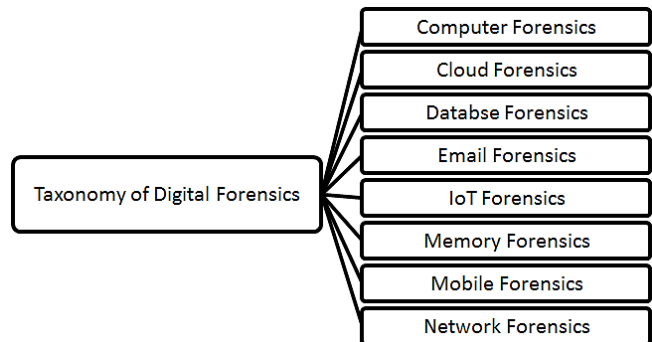 Computer Forensics
Cloud Forensics
Databse Forensics
Email Forensics
Taxonomy of Digital Forensics
IoT Forensics
Memory Forensics
Mobile Forensics
Network Forensics